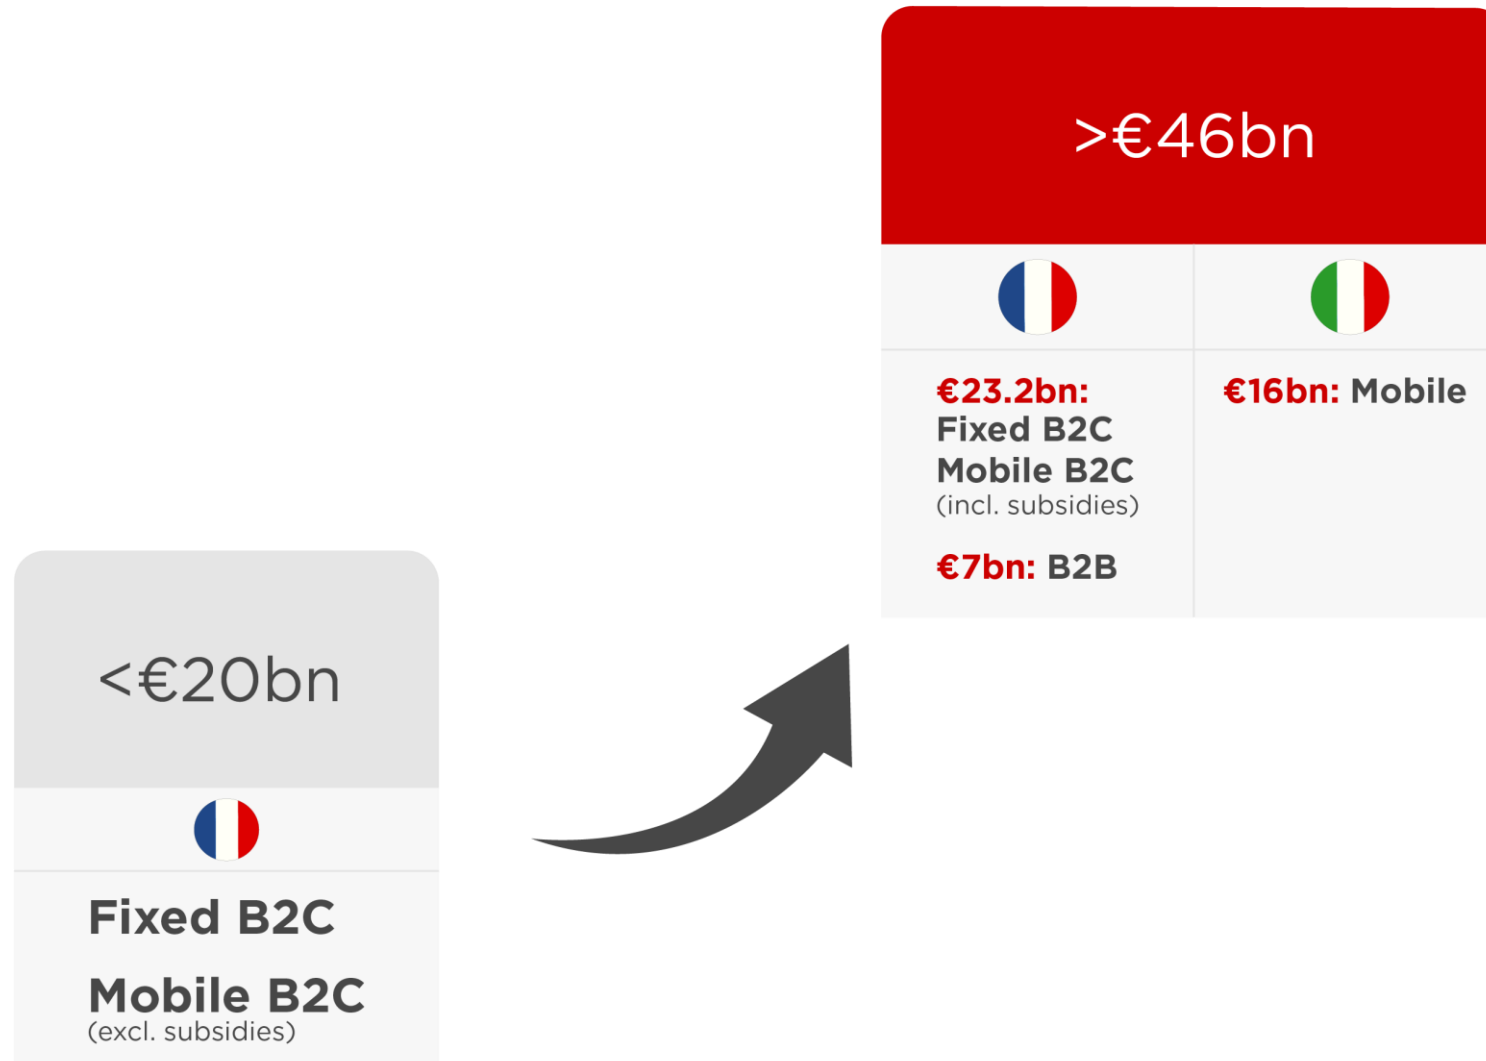 >€46bn
€23.2bn:
Fixed B2C
Mobile B2C
(incl. subsidies)
€7bn: B2B
€16bn: Mobile
<€20bn
Fixed B2C
Mobile B2C
(excl. subsidies)